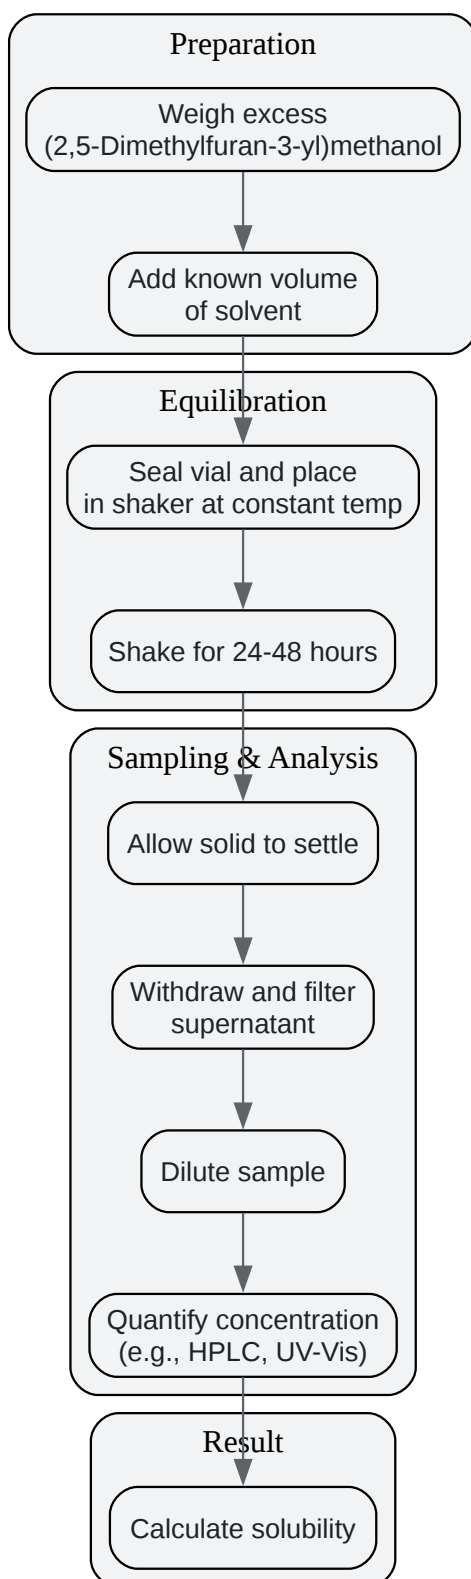 Preparation
Weigh excess
(2,5-Dimethylfuran-3-yl)methanol
Add known volume
of solvent
Equilibration
Seal vial and place
in shaker at constant temp
Shake for 24-48 hours
Sampling & Analysis
Allow solid to settle
Withdraw and filter
supernatant
Dilute sample
Quantify concentration
(e.g., HPLC, UV-Vis)
Result
Calculate solubility